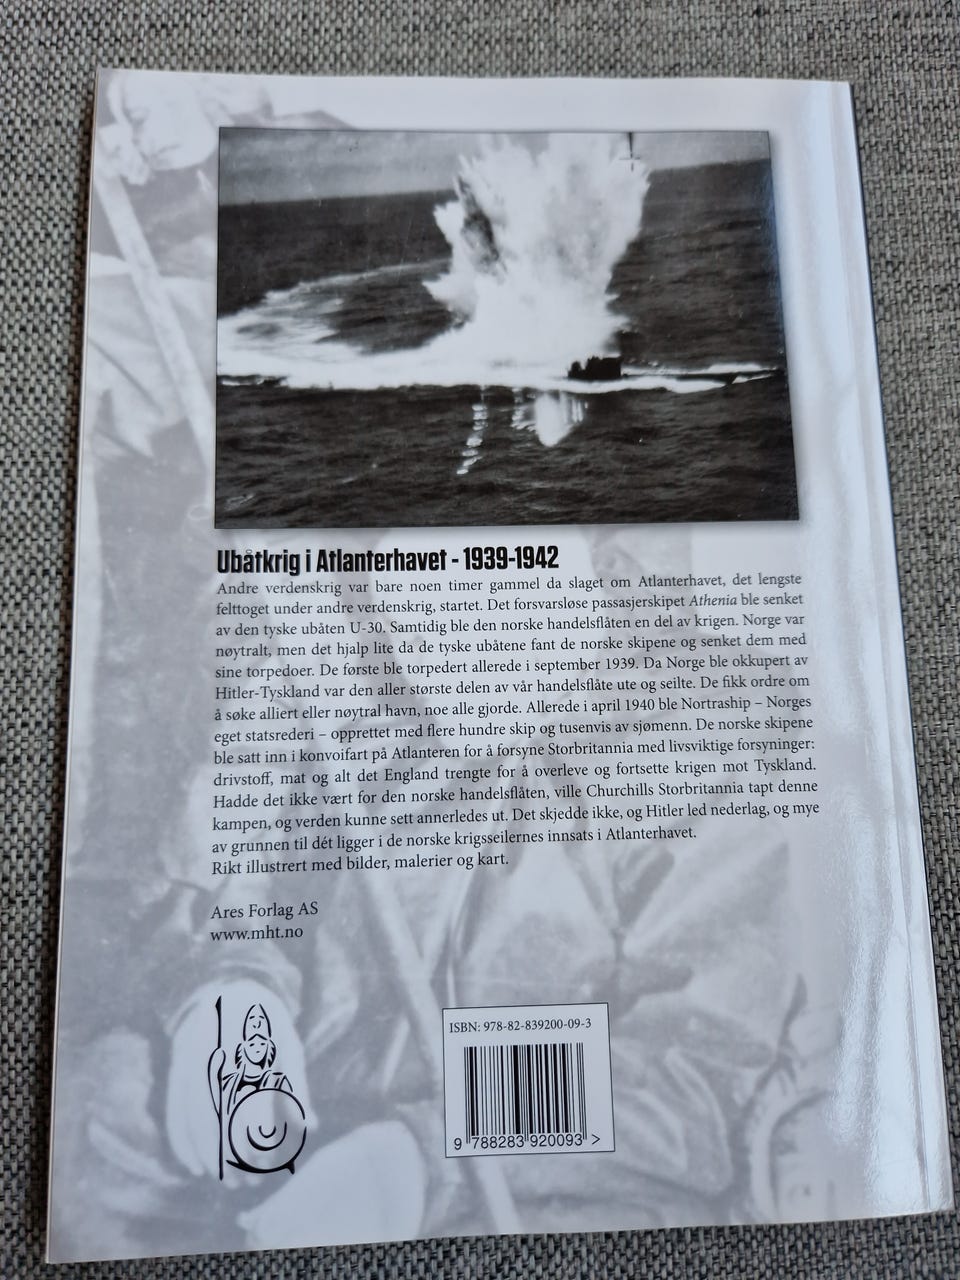 Ubåtkrig i Atlanterhavet - 1939-1942
Andre verdenskrig var bare noen timer gammel da slaget om Atlanterhavet, det lengste
felttoget under andre verdenskrig, startet. Det forsvarsløse passasjerskipet Athenia ble senket
av den tyske ubåten U-30. Samtidig ble den norske handelsflåten en del av krigen. Norge var
nøytralt, men det hjalp lite da de tyske ubåtene fant de norske skipene og senket dem med
sine torpedoer. De første ble torpedert allerede i september 1939. Da Norge ble okkupert av
Hitler-Tyskland var den aller største delen av vår handelsflåte ute og seilte. De fikk ordre om
å søke alliert eller nøytral havn, noe alle gjorde. Allerede i april 1940 ble Nortraship – Norges
eget statsrederi – opprettet med flere hundre skip og tusenvis av sjømenn. De norske skipene
ble satt inn i konvoifart på Atlanteren for å forsyne Storbritannia med livsviktige forsyninger:
drivstoff, mat og alt det England trengte for å overleve og fortsette krigen mot Tyskland.
Hadde det ikke vært for den norske handelsflåten, ville Churchills Storbritannia tapt denne
kampen, og verden kunne sett annerledes ut. Det skjedde ikke, og Hitler led nederlag, og mye
av grunnen til dét ligger i de norske krigsseilernes innsats i Atlanterhavet.
Rikt illustrert med bilder, malerier og kart.
Ares Forlag AS
www.mht.no
ISBN: 978-82-839200-09-3
9 788283 920093 >